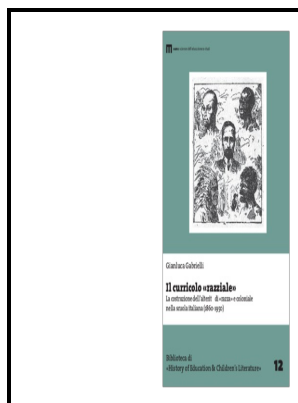 Gianluca Gabrielli
Il curricolo «razziale»
La costruzione dell'alterit di «razza» e coloniale
nella scuola italiana (1860-1950)
Biblioteca di
«History of Education & Children's Literature»
12